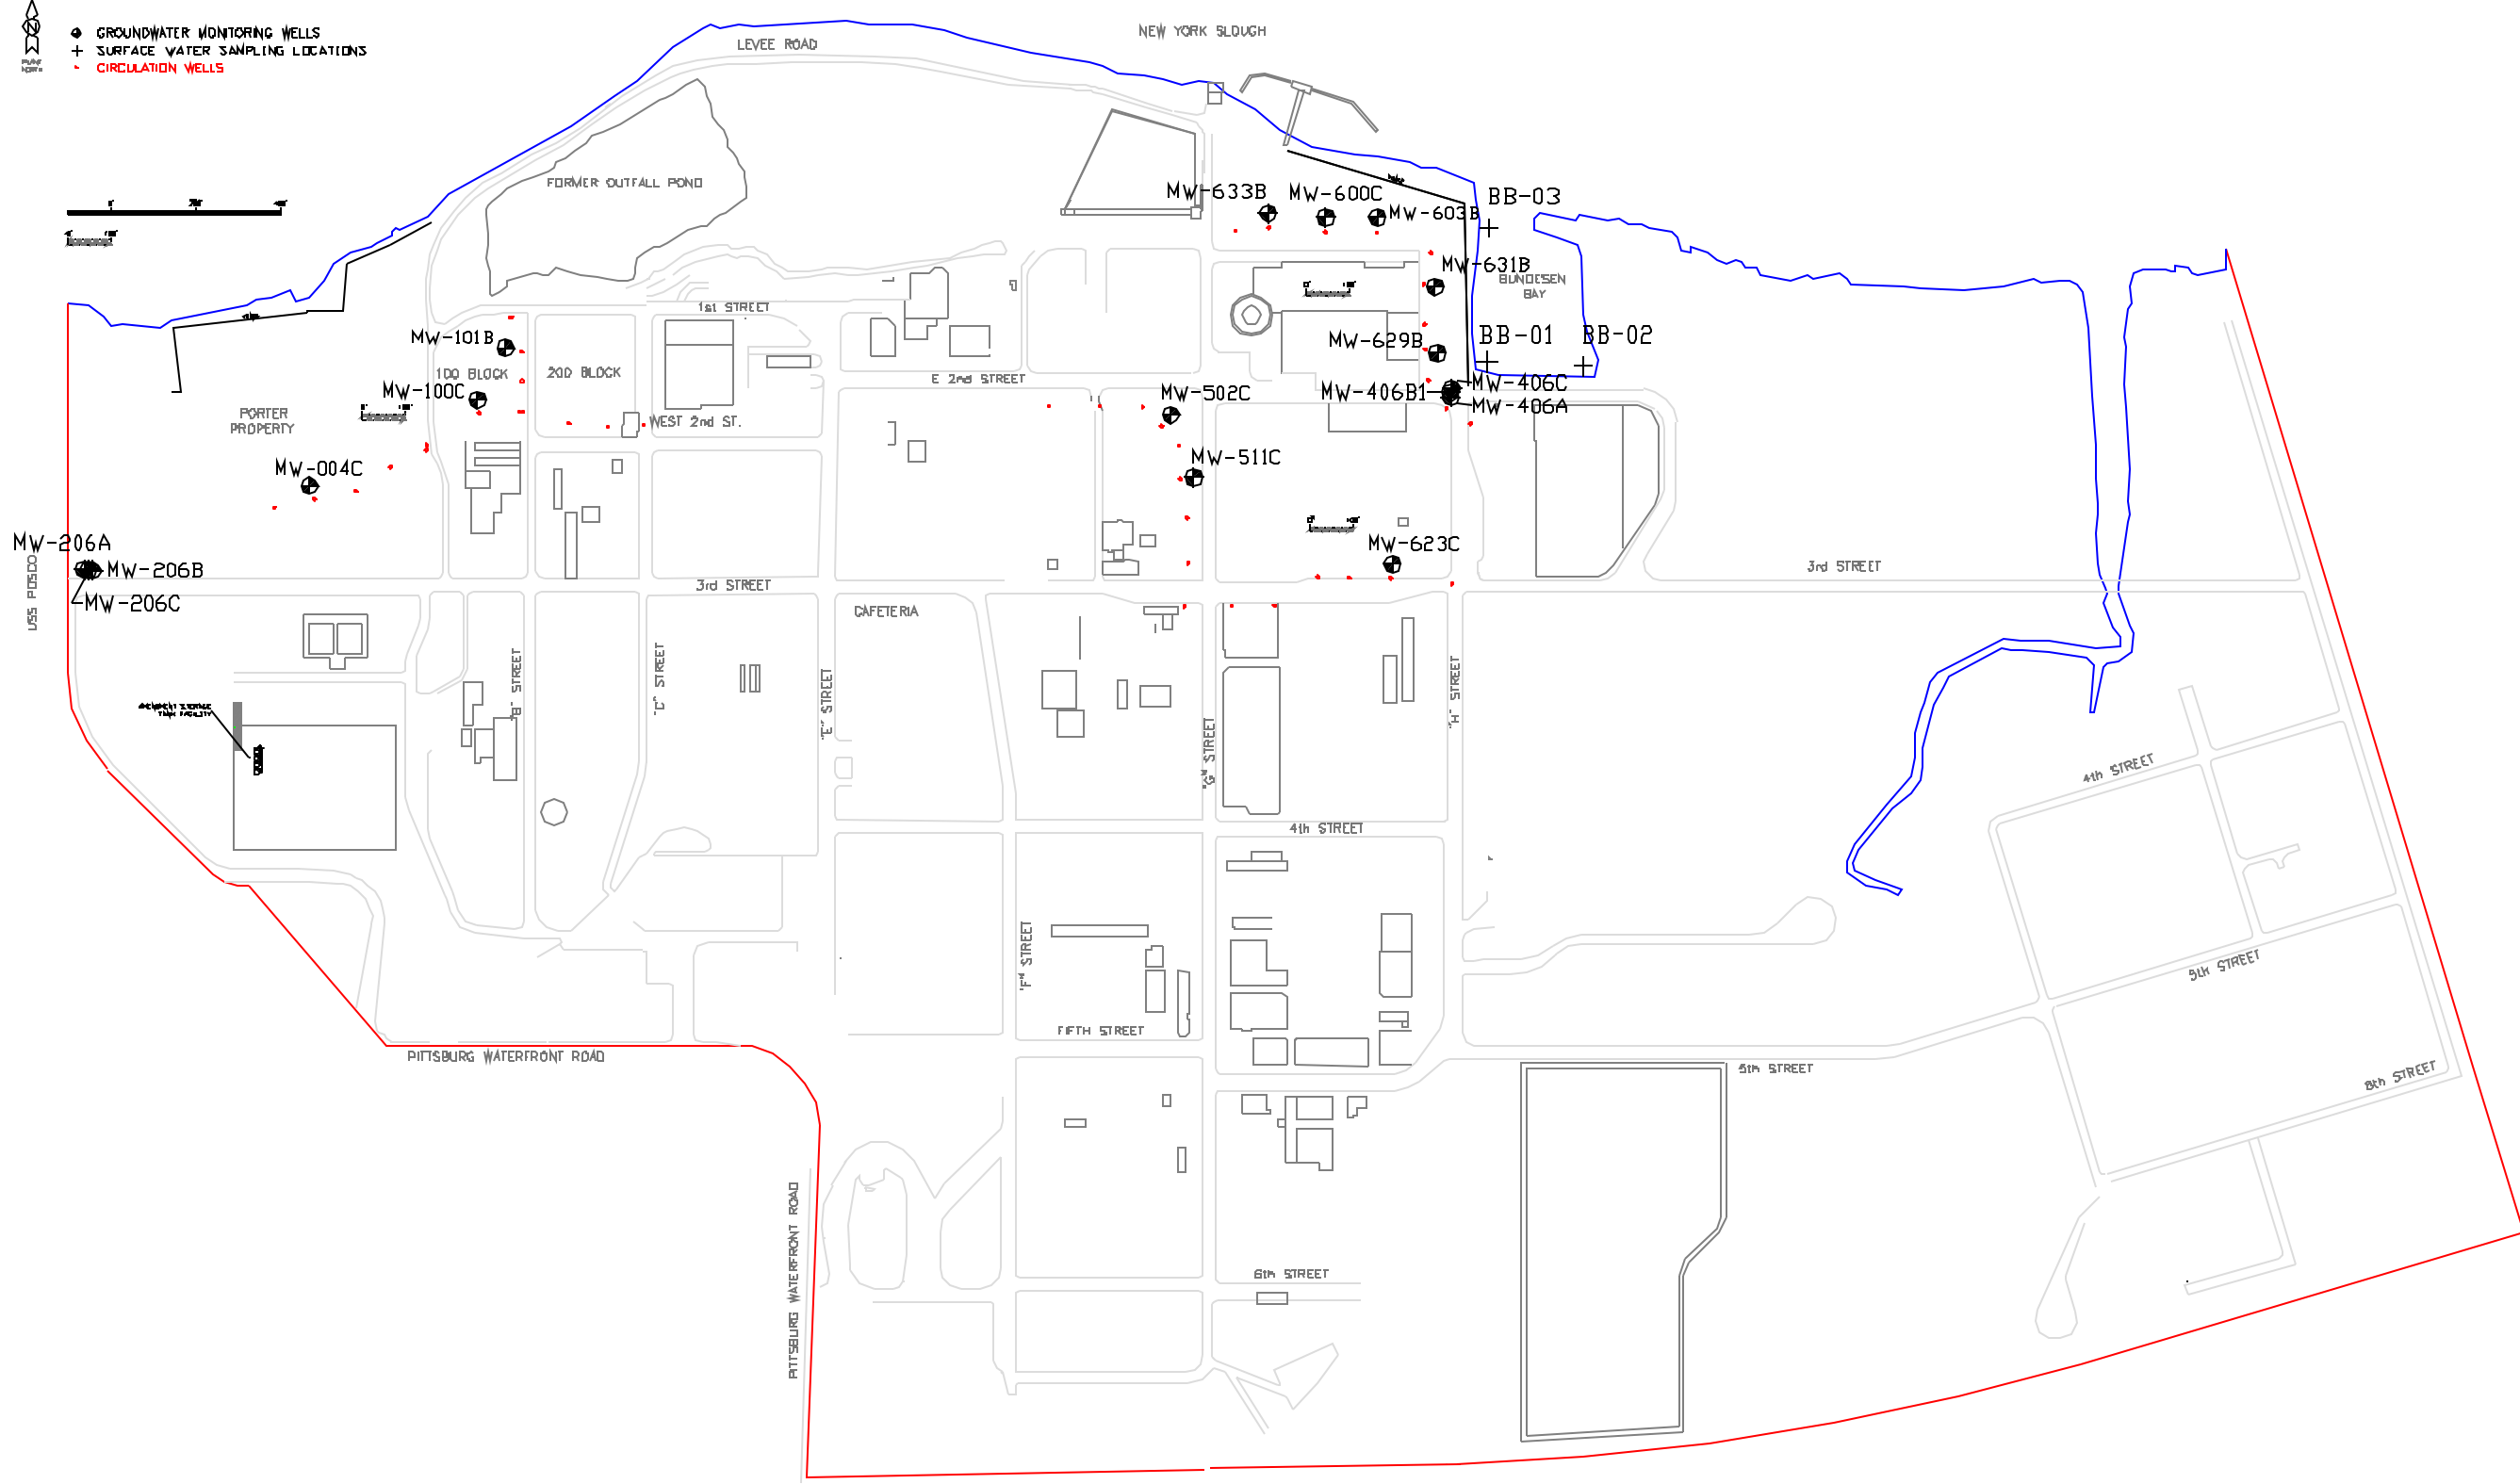 GROUNDWATER MONITORING WELLS
SURFACE WATER SAMPLING LOCATIONS
CIRCULATION WELLS
N
NEW YORK SLOUGH
LEVEE ROAD
FORMER OUTFALL POND
MW-633B
MW-600C
MW-603B
BB-03
MW-631B
BUNDESEN
BAY
1st STREET
MW-101B
MW-629B
BB-01
BB-02
100 BLOCK
200 BLOCK
E 2nd STREET
MW-100C
MW-502C
MW-406B1
MW-406C
MW-406A
PORTER
PROPERTY
WEST 2nd ST.
MW-004C
MW-511C
MW-206A
MW-623C
MW-206B
3rd STREET
3rd STREET
USS POSCO
MW-206C
CAFETERIA
"B" STREET
"C" STREET
"E" STREET
"G" STREET
"H" STREET
4th STREET
4th STREET
"F" STREET
5th STREET
FIFTH STREET
PITTSBURG WATERFRONT ROAD
5th STREET
8th STREET
PITTSBURG WATERFRONT ROAD
6th STREET